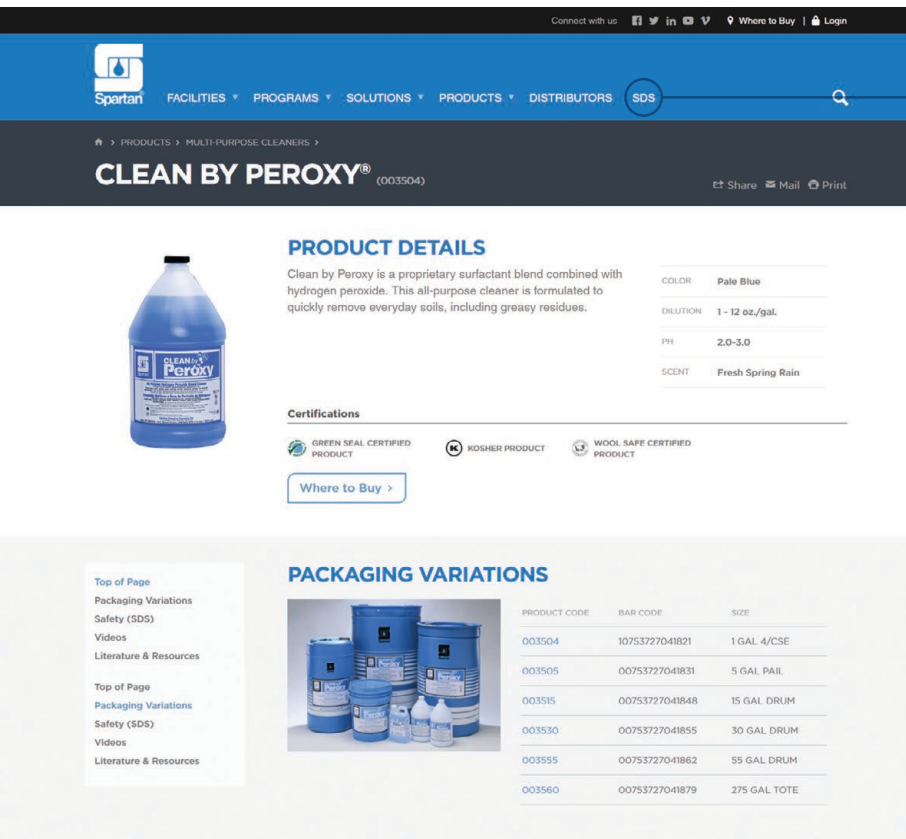 Connect with us
Where to Buy | Login
Spartan
FACILITIES PROGRAMS SOLUTIONS PRODUCTS DISTRIBUTORS SDS
> PRODUCTS > MULTI-PURPOSE CLEANERS >
CLEAN BY PEROXY® (003504)
Share Mail Print
PRODUCT DETAILS
Clean by Peroxy is a proprietary surfactant blend combined with
hydrogen peroxide. This all-purpose cleaner is formulated to
quickly remove everyday soils, including greasy residues.
COLOR Pale Blue
DILUTION 1 - 12 oz./gal.
PH 2.0-3.0
SCENT Fresh Spring Rain
CLEAN by
Peroxy
Certifications
GREEN SEAL CERTIFIED
PRODUCT
K KOSHER PRODUCT
WOOL SAFE CERTIFIED
PRODUCT
Where to Buy >
Top of Page
Packaging Variations
Safety (SDS)
Videos
Literature & Resources
Top of Page
Packaging Variations
Safety (SDS)
Videos
Literature & Resources
PACKAGING VARIATIONS
PRODUCT CODE BAR CODE SIZE
003504 10753727041821 1 GAL 4/CSE
003505 00753727041831 5 GAL PAIL
003515 00753727041848 15 GAL DRUM
003530 00753727041855 30 GAL DRUM
003555 00753727041862 55 GAL DRUM
003560 00753727041879 275 GAL TOTE